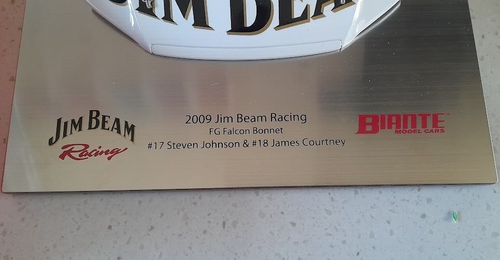 JIM BEAM
JIM BEAM
Racing
2009 Jim Beam Racing
FG Falcon Bonnet
#17 Steven Johnson & #18 James Courtney
BIANTE
MODEL CARS